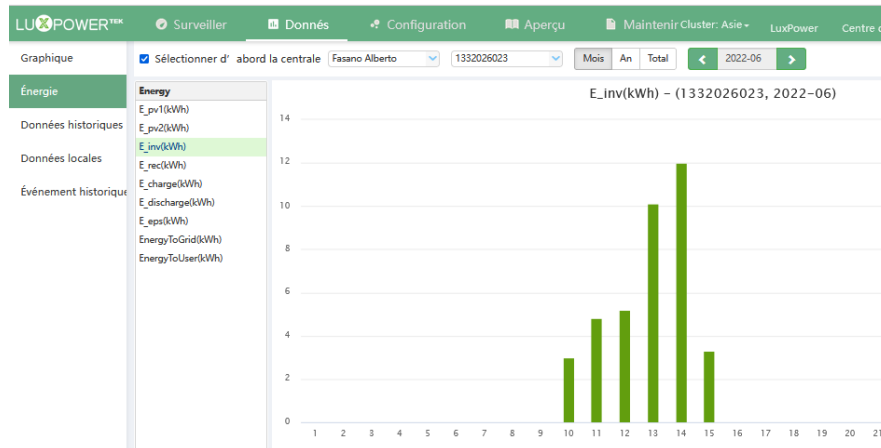 LUXPOWERTEK Surveiller Donnés Configuration Aperçu Maintenir Cluster: Asie LuxPower Centre
Graphique
Sélectionner d’ abord la centrale Fasano Alberto 1332026023 Mois An Total 2022-06
Énergie
Données historiques
Données locales
Événement historique
Energy
E_pv1(kWh)
E_pv2(kWh)
E_inv(kWh)
E_rec(kWh)
E_charge(kWh)
E_discharge(kWh)
E_eps(kWh)
EnergyToGrid(kWh)
EnergyToUser(kWh)
E_inv(kWh) - (1332026023, 2022-06)
14
12
10
8
6
4
2
0
1 2 3 4 5 6 7 8 9 10 11 12 13 14 15 16 17 18 19 20 21